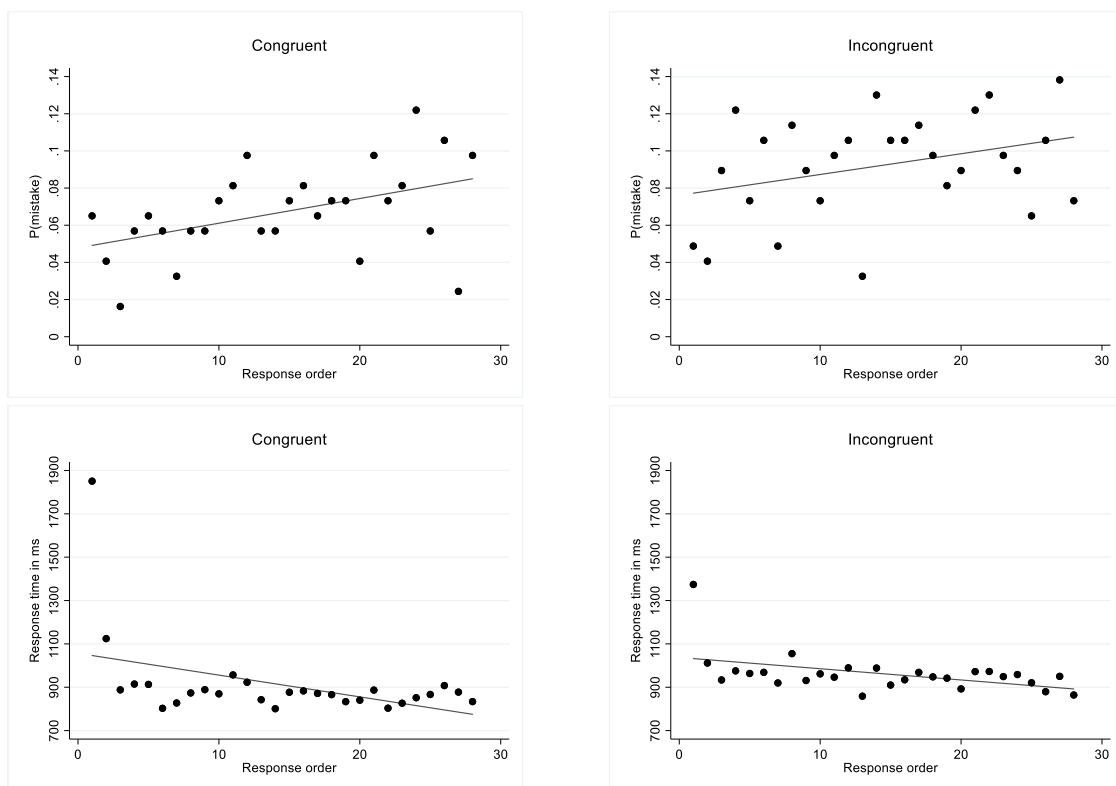 Congruent
P(mistake)
.14
.12
.1
.08
.06
.04
.02
0
0 10 20 30
Response order
Incongruent
P(mistake)
.14
.12
.1
.08
.06
.04
.02
0
0 10 20 30
Response order
Congruent
Response time in ms
1900
1700
1500
1300
1100
900
700
0 10 20 30
Response order
Incongruent
Response time in ms
1900
1700
1500
1300
1100
900
700
0 10 20 30
Response order